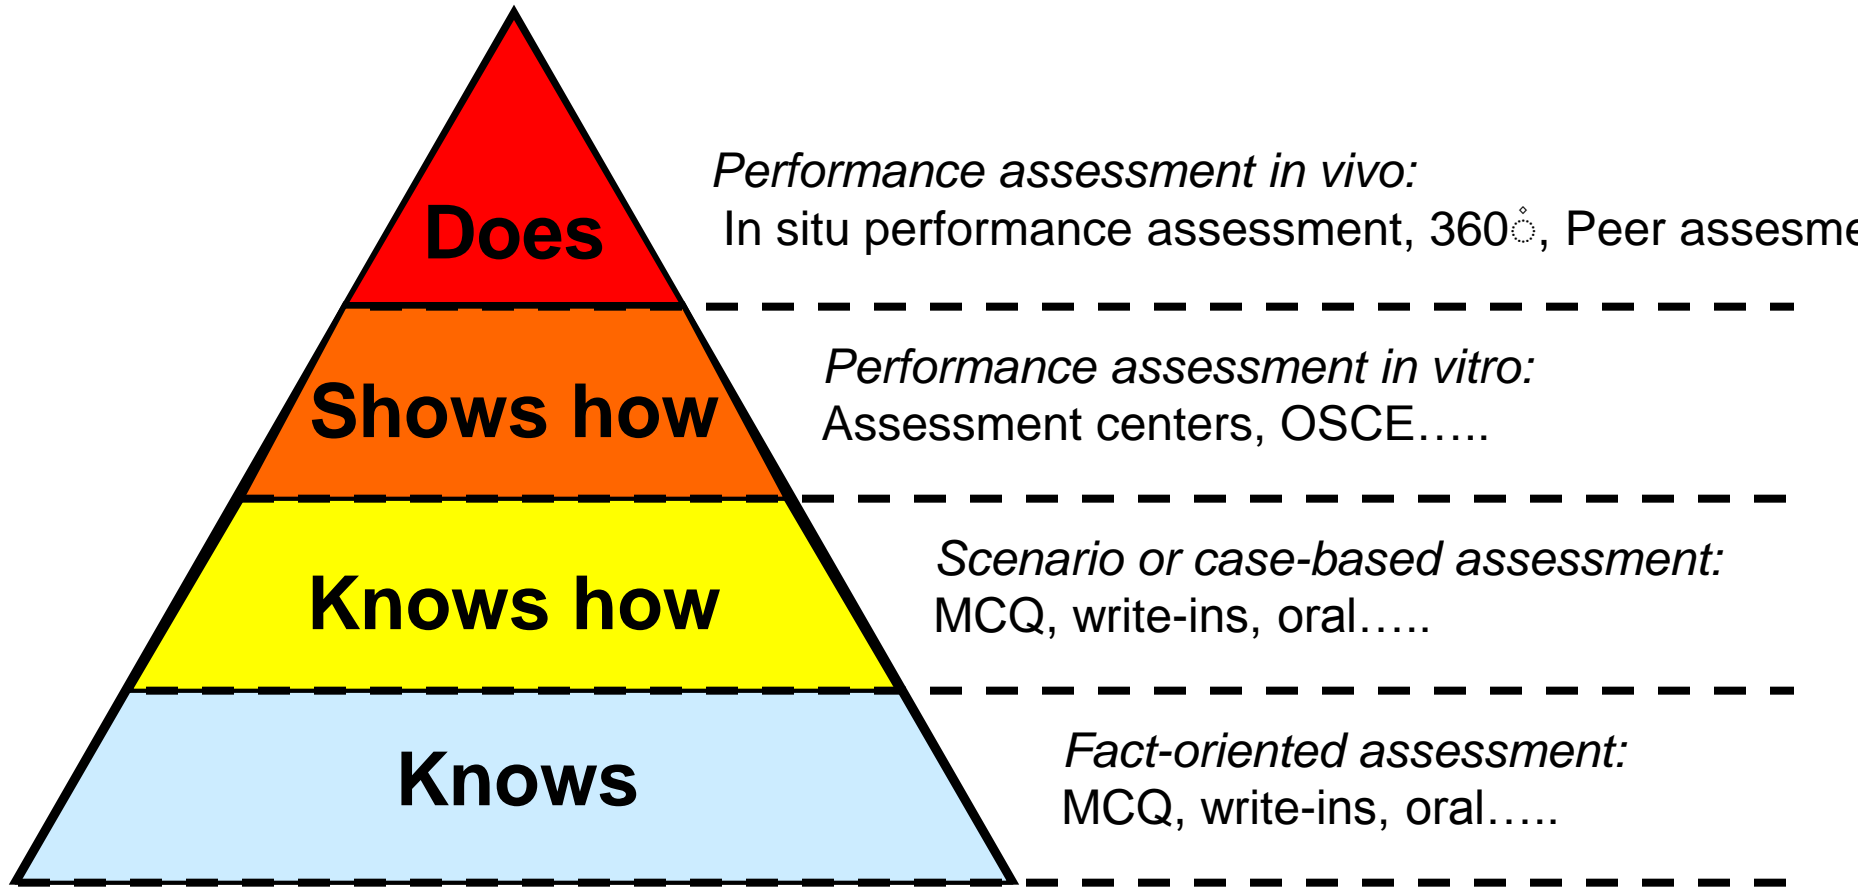 Performance assessment in vivo:
Does
In situ performance assessment, 360°, Peer assesme
Performance assessment in vitro:
Shows how
Assessment centers, OSCE…..
Scenario or case-based assessment:
Knows how
MCQ, write-ins, oral…..
Fact-oriented assessment:
Knows
MCQ, write-ins, oral…..